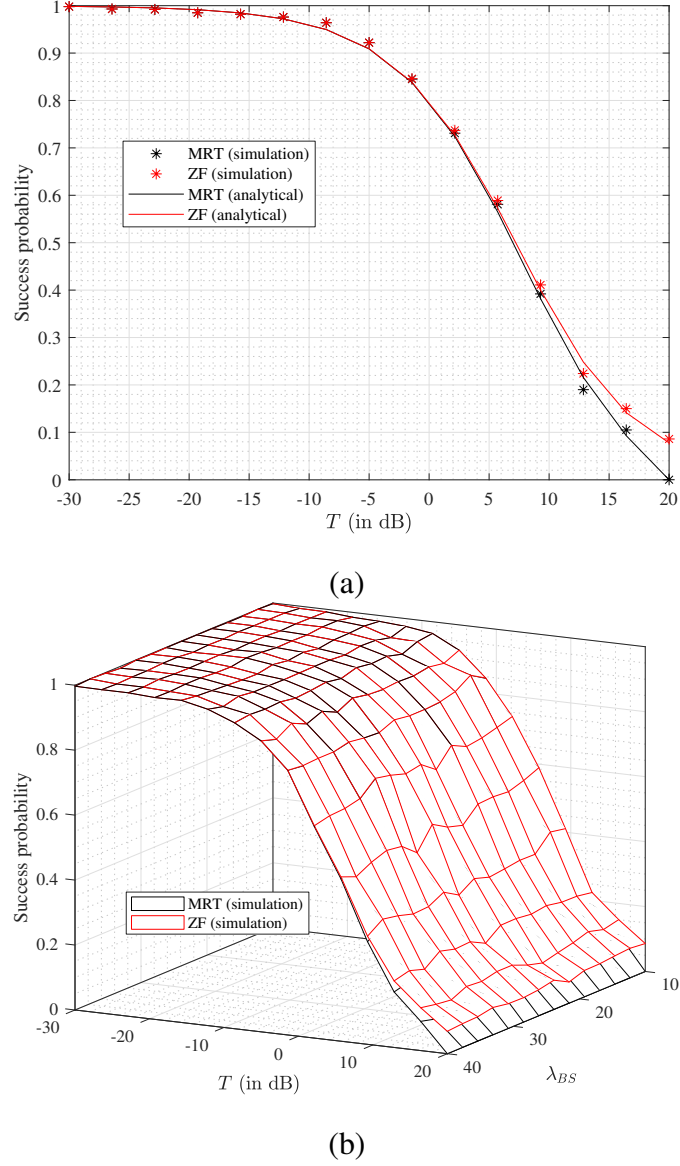 1
0.9
0.8
0.7
0.6
0.5
0.4
0.3
0.2
0.1
0
Success probability
MRT (simulation)
ZF (simulation)
MRT (analytical)
ZF (analytical)
-30 -25 -20 -15 -10 -5 0 5 10 15 20
T (in dB)
(a)
1
0.8
0.6
0.4
0.2
0
Success probability
MRT (simulation)
ZF (simulation)
-30 -20 -10 0 10 20
T (in dB)
40 30 20 10
λ_BS
(b)